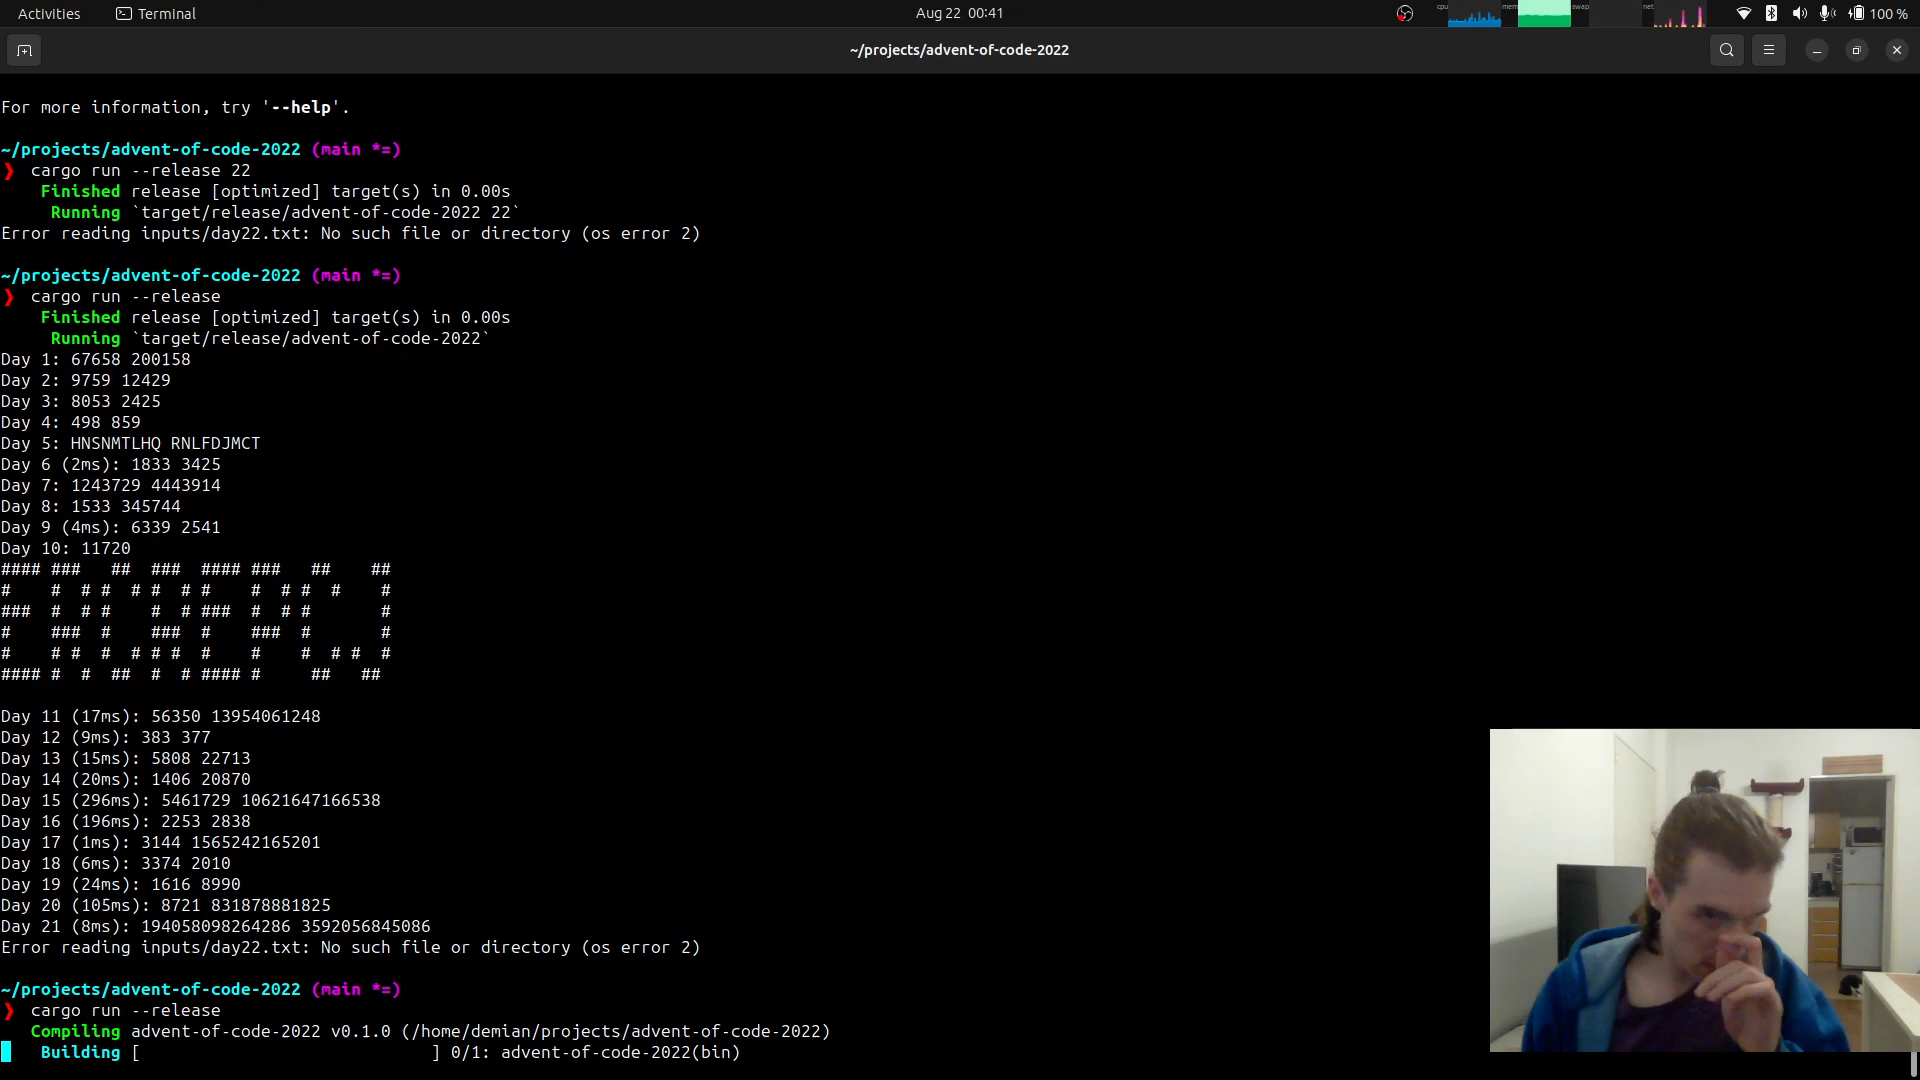 Activities Terminal Aug 22 00:41 cpu mem swap net 100 %
~/projects/advent-of-code-2022
For more information, try '--help'.
~/projects/advent-of-code-2022 (main *=)
❯ cargo run --release 22
Finished release [optimized] target(s) in 0.00s
Running `target/release/advent-of-code-2022 22`
Error reading inputs/day22.txt: No such file or directory (os error 2)
~/projects/advent-of-code-2022 (main *=)
❯ cargo run --release
Finished release [optimized] target(s) in 0.00s
Running `target/release/advent-of-code-2022`
Day 1: 67658 200158
Day 2: 9759 12429
Day 3: 8053 2425
Day 4: 498 859
Day 5: HNSNMTLHQ RNLFDJMCT
Day 6 (2ms): 1833 3425
Day 7: 1243729 4443914
Day 8: 1533 345744
Day 9 (4ms): 6339 2541
Day 10: 11720
#### ###   ##  ###  #### ###   ##    ##
#    #  # #  # #  # #    #  # #  #    #
###  #  # #    #  # ###  #  # #       #
#    ###  #    ###  #    ###  #       #
#    # #  #  # # #  #    #    #  # #  #
#### #  #  ##  #  # #### #     ##   ##
Day 11 (17ms): 56350 13954061248
Day 12 (9ms): 383 377
Day 13 (15ms): 5808 22713
Day 14 (20ms): 1406 20870
Day 15 (296ms): 5461729 10621647166538
Day 16 (196ms): 2253 2838
Day 17 (1ms): 3144 1565242165201
Day 18 (6ms): 3374 2010
Day 19 (24ms): 1616 8990
Day 20 (105ms): 8721 831878881825
Day 21 (8ms): 194058098264286 3592056845086
Error reading inputs/day22.txt: No such file or directory (os error 2)
~/projects/advent-of-code-2022 (main *=)
❯ cargo run --release
Compiling advent-of-code-2022 v0.1.0 (/home/demian/projects/advent-of-code-2022)
Building [                             ] 0/1: advent-of-code-2022(bin)